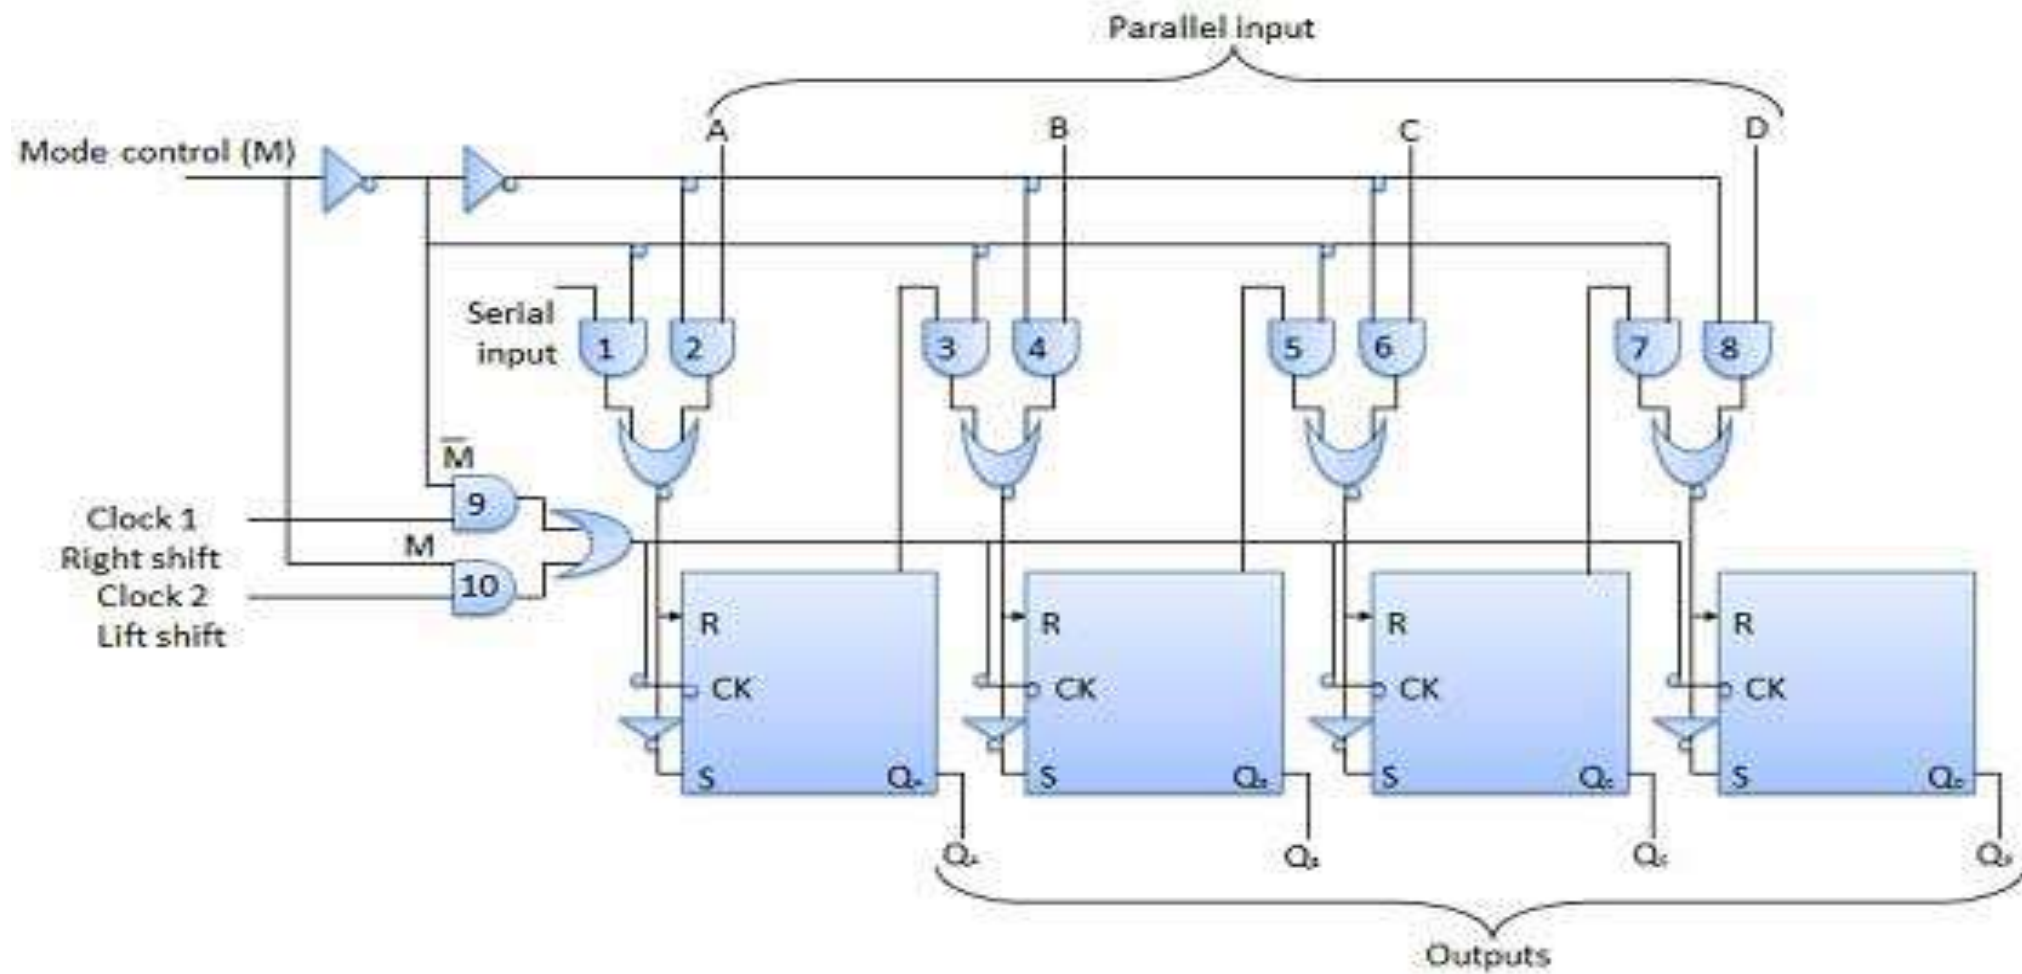 Parallel input
A B C D
Mode control (M)
Serial
input
1 2 3 4 5 6 7 8
M̅
9
Clock 1
Right shift
M
10
Clock 2
Lift shift
R R R R
CK CK CK CK
S Q S Q S Q S Q
Q Q Q Q
Outputs